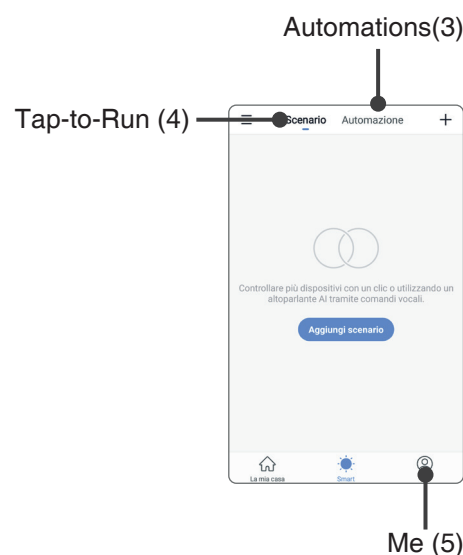 Automations(3)
Tap-to-Run (4)
Scenario Automazione
Controllare più dispositivi con un clic o utilizzando un
altoparlante AI tramite comandi vocali.
Aggiungi scenario
La mia casa Smart
Me (5)